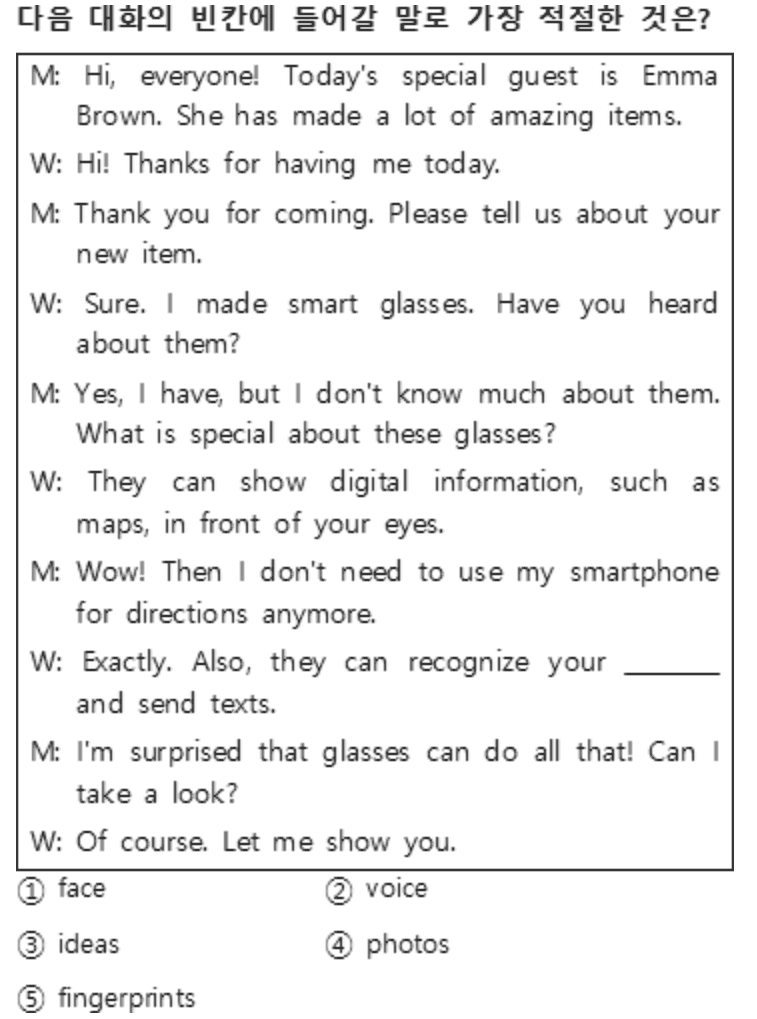 다음 대화의 빈칸에 들어갈 말로 가장 적절한 것은?
M: Hi, everyone! Today's special guest is Emma
Brown. She has made a lot of amazing items.
W: Hi! Thanks for having me today.
M: Thank you for coming. Please tell us about your
new item.
W: Sure. I made smart glasses. Have you heard
about them?
M: Yes, I have, but I don't know much about them.
What is special about these glasses?
W: They can show digital information, such as
maps, in front of your eyes.
M: Wow! Then I don't need to use my smartphone
for directions anymore.
W: Exactly. Also, they can recognize your ______
and send texts.
M: I'm surprised that glasses can do all that! Can I
take a look?
W: Of course. Let me show you.
① face ② voice
③ ideas ④ photos
⑤ fingerprints